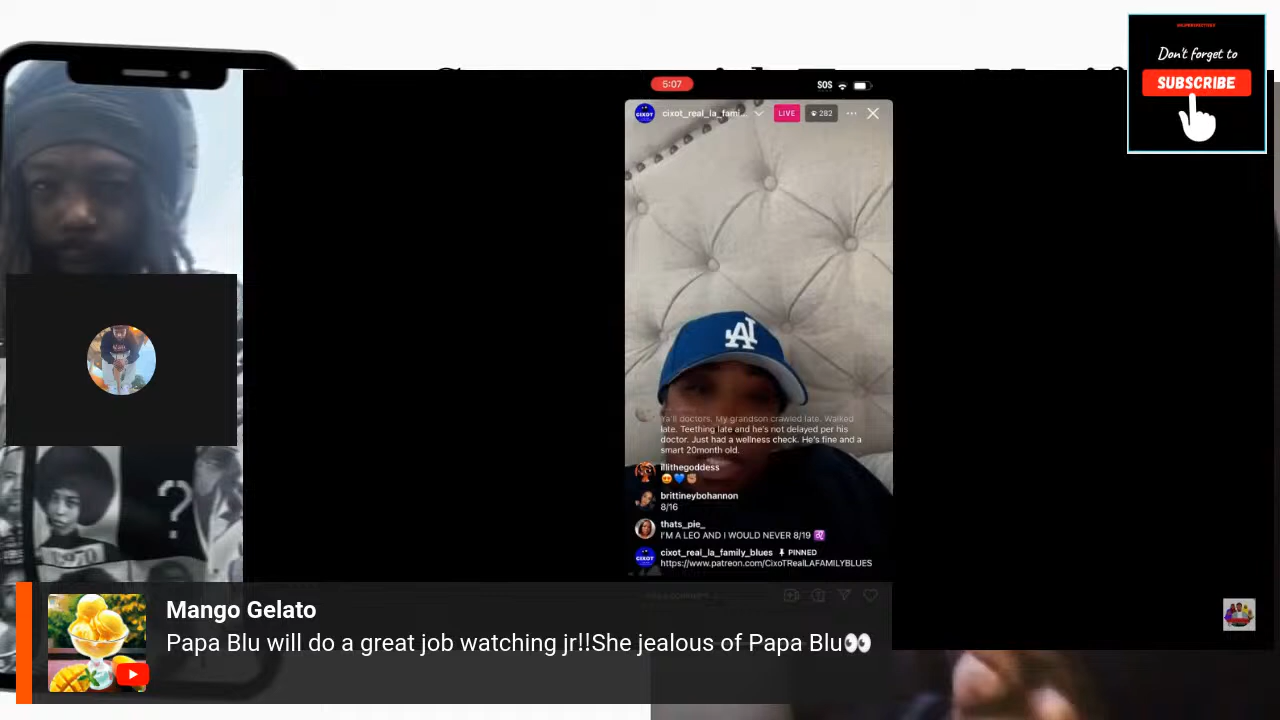 Don't forget to
SUBSCRIBE
5:07
SOS
CIXOT
cixot_real_la_fami...
LIVE
282
LA
Ya'll doctors. My grandson crawled late. Walked
late. Teething late and he's not delayed per his
doctor. Just had a wellness check. He's fine and a
smart 20month old.
illithegoddess
😍💙✊🏽
brittineybohannon
8/16
thats_pie_
I'M A LEO AND I WOULD NEVER 8/19 ♌
cixot_real_la_family_blues PINNED
https://www.patreon.com/CixoTRealLAFAMILYBLUES
1970
?
Mango Gelato
Papa Blu will do a great job watching jr!!She jealous of Papa Blu👀